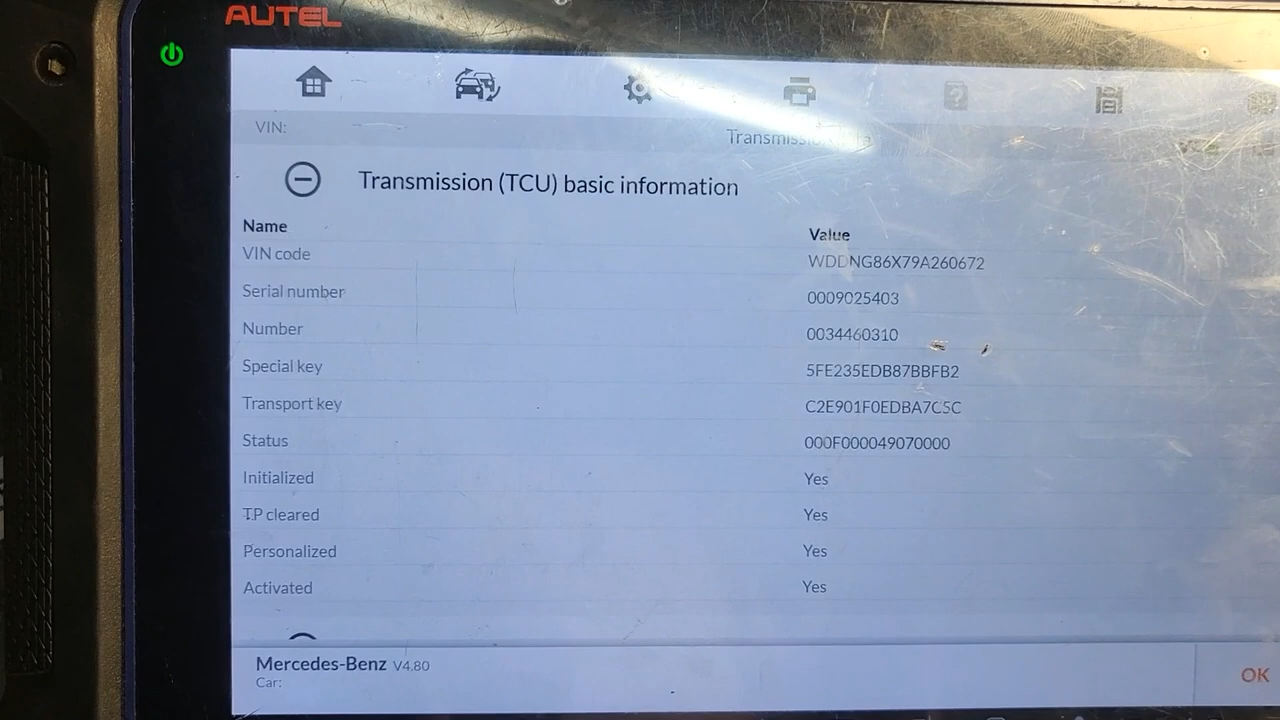 AUTEL
VIN:
Transmission (TCU) basic information
Name Value
VIN code WDDNG86X79A260672
Serial number 0009025403
Number 0034460310
Special key 5FE235EDB87BBFB2
Transport key C2E901F0EDBA7C5C
Status 000F000049070000
Initialized Yes
TP cleared Yes
Personalized Yes
Activated Yes
Mercedes-Benz V4.80
Car:
OK